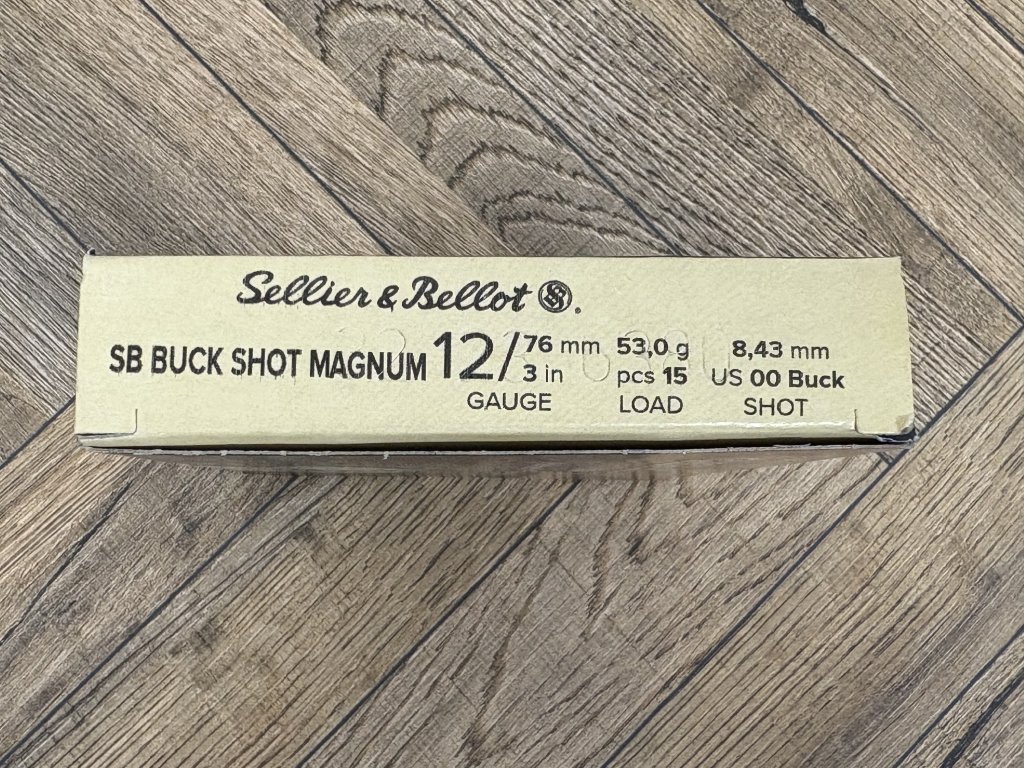 Sellier & Bellot
SB BUCK SHOT MAGNUM 12/ 76 mm 3 in GAUGE
53,0 g
pcs 15
LOAD
8,43 mm
US 00 Buck
SHOT